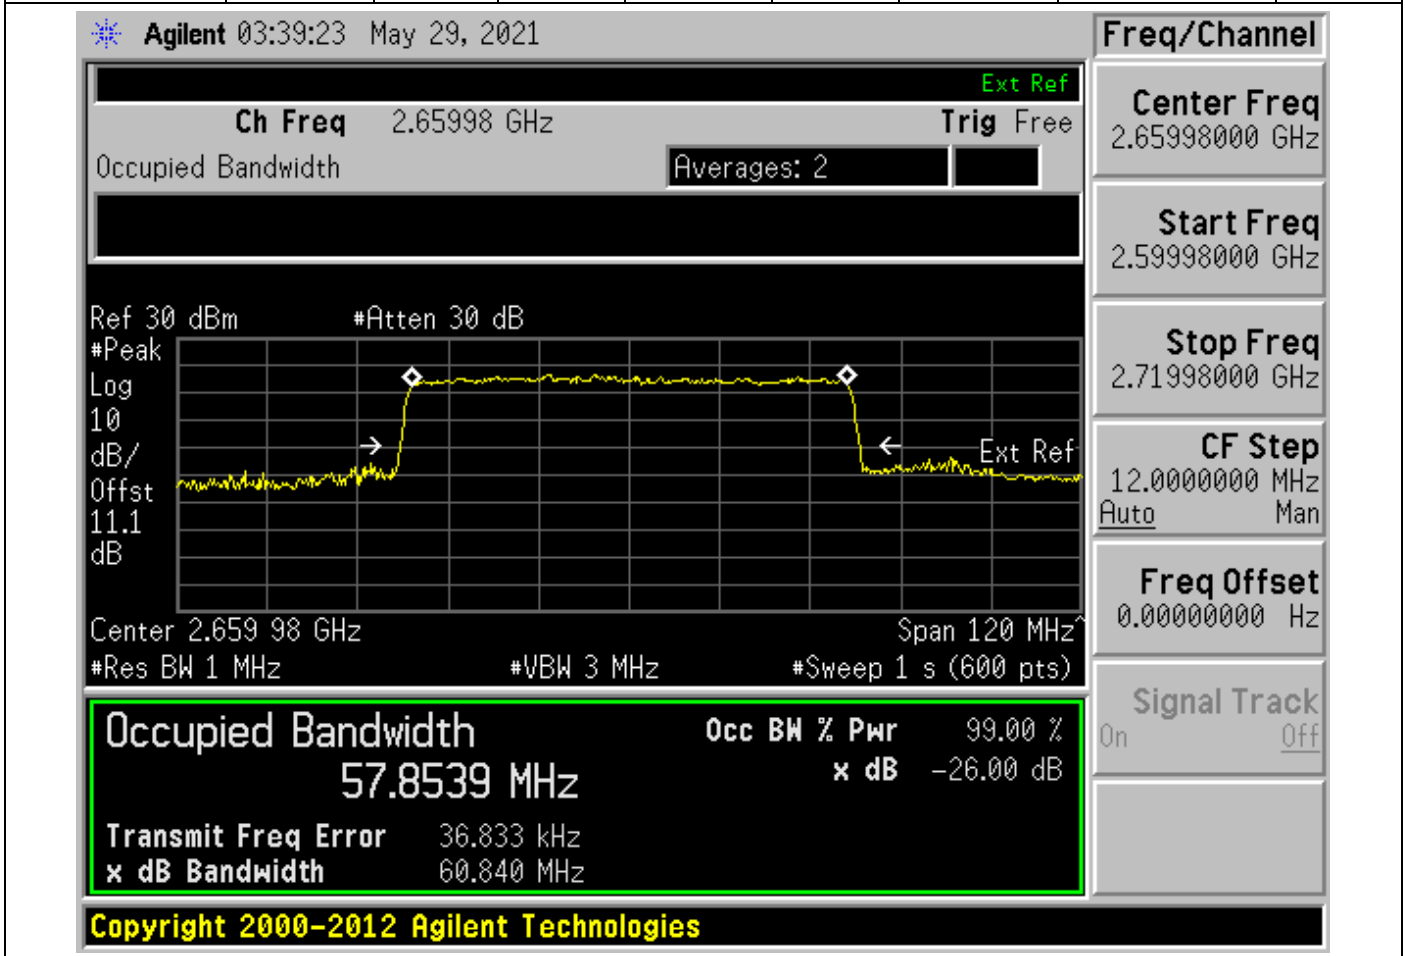 Agilent 03:39:23 May 29, 2021
Freq/Channel
Ext Ref
Ch Freq 2.65998 GHz
Trig Free
Occupied Bandwidth
Averages: 2
Center Freq
2.65998000 GHz
Start Freq
2.59998000 GHz
Stop Freq
2.71998000 GHz
CF Step
12.0000000 MHz
Auto Man
Freq Offset
0.00000000 Hz
Signal Track
On Off
Ref 30 dBm
#Atten 30 dB
#Peak
Log
10
dB/
Offst
11.1
dB
Ext Ref
Center 2.659 98 GHz
Span 120 MHz^
#Res BW 1 MHz
#VBW 3 MHz
#Sweep 1 s (600 pts)
Occupied Bandwidth
57.8539 MHz
Occ BW % Pwr 99.00 %
x dB -26.00 dB
Transmit Freq Error 36.833 kHz
x dB Bandwidth 60.840 MHz
Copyright 2000-2012 Agilent Technologies